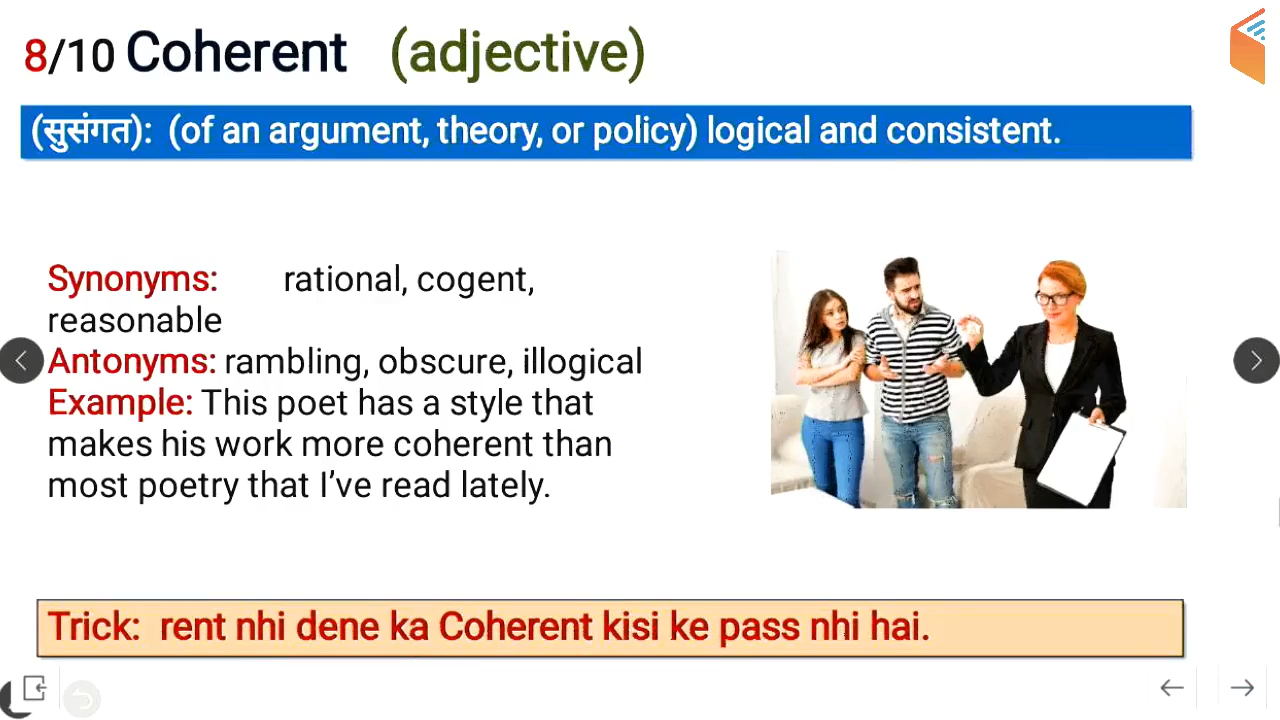 8/10 Coherent (adjective)
(सुसंगत): (of an argument, theory, or policy) logical and consistent.
Synonyms: rational, cogent,
reasonable
Antonyms: rambling, obscure, illogical
Example: This poet has a style that
makes his work more coherent than
most poetry that I’ve read lately.
Trick: rent nhi dene ka Coherent kisi ke pass nhi hai.